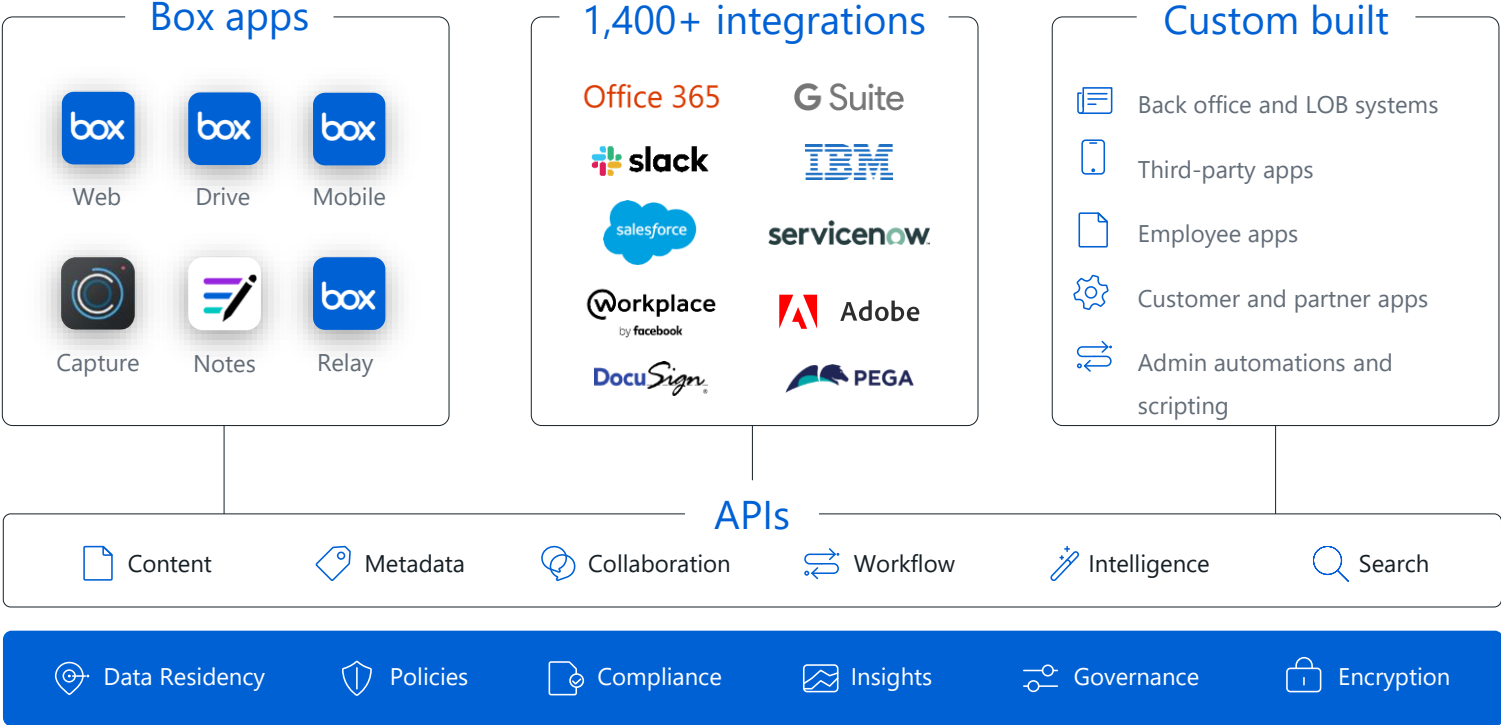 Box apps
box
box
box
Web
Drive
Mobile
box
Capture
Notes
Relay
1,400+ integrations
Office 365
G Suite
slack
IBM
salesforce
servicenow
Workplace
by facebook
Adobe
DocuSign®
PEGA
Custom built
Back office and LOB systems
Third-party apps
Employee apps
Customer and partner apps
Admin automations and
scripting
APIs
Content
Metadata
Collaboration
Workflow
Intelligence
Search
Data Residency
Policies
Compliance
Insights
Governance
Encryption